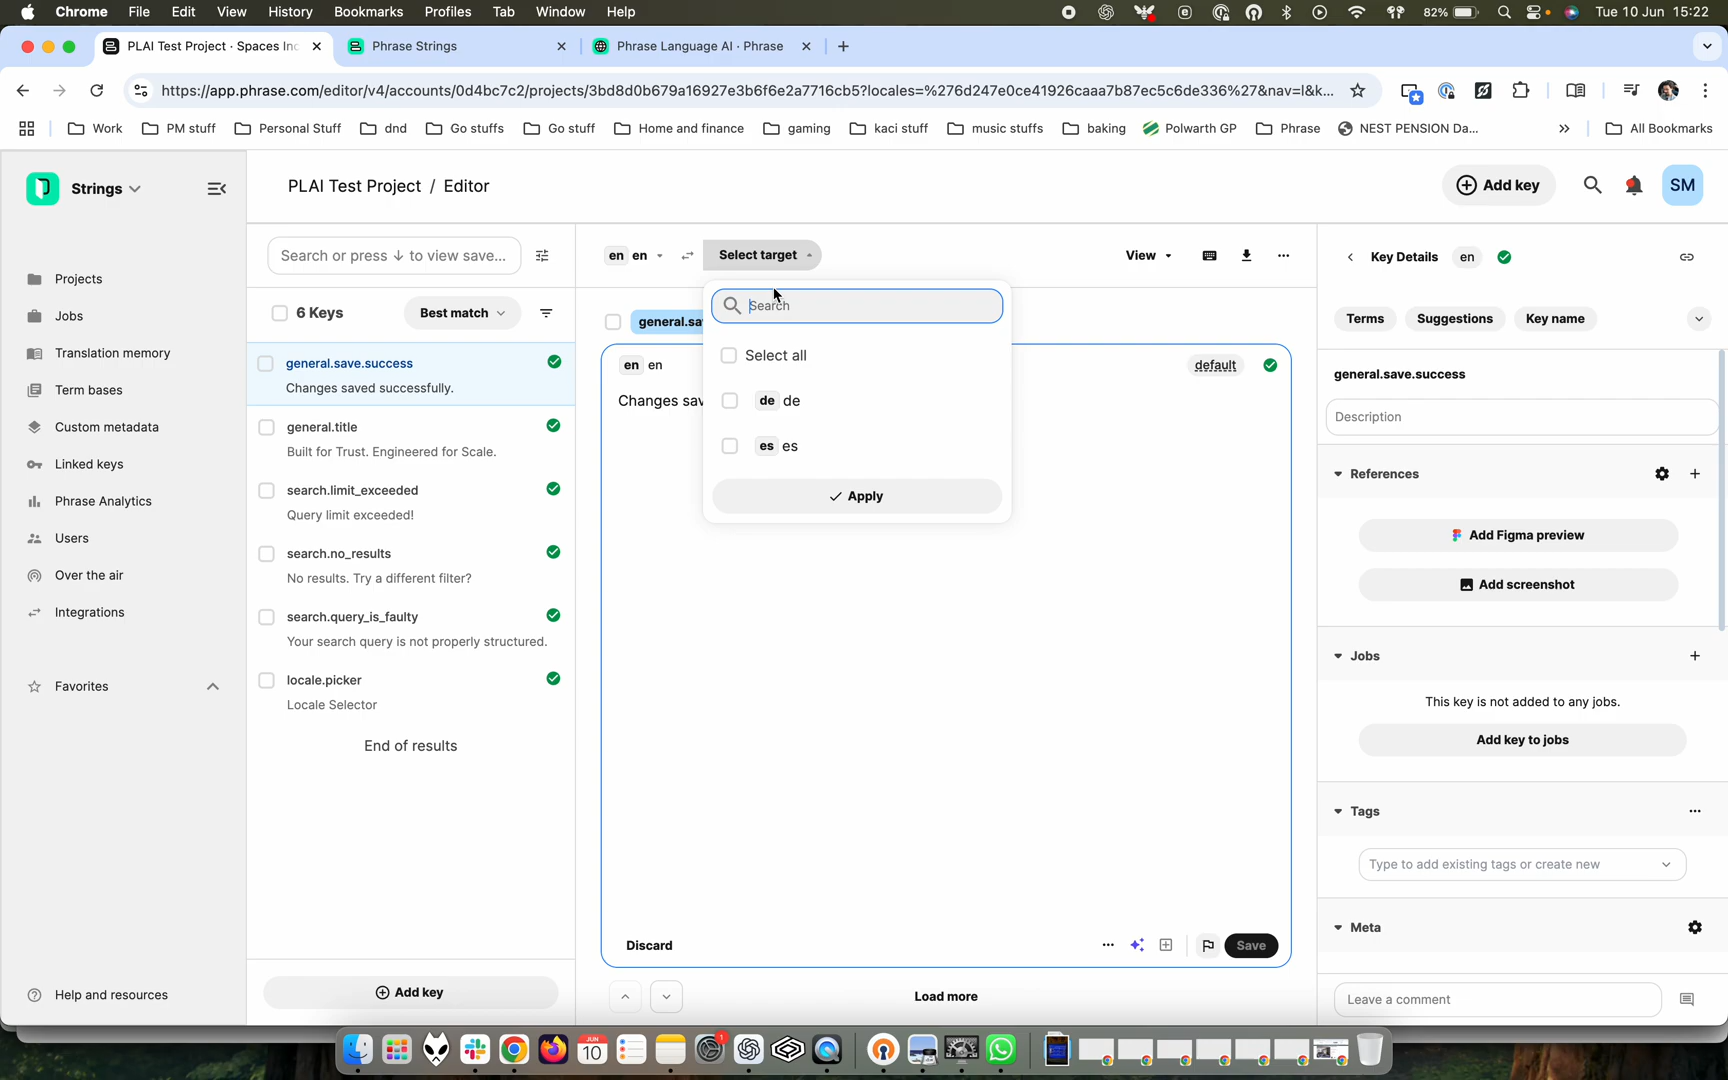 Chrome File Edit View History Bookmarks Profiles Tab Window Help 82% Tue 10 Jun 15:22
PLAI Test Project · Spaces Inc Phrase Strings Phrase Language AI · Phrase
https://app.phrase.com/editor/v4/accounts/0d4bc7c2/projects/3bd8d0b679a16927e3b6f6e2a7716cb5?locales=%276d247e0ce41926caaa7b87ec5c6de336%27&nav=l&k...
Work PM stuff Personal Stuff dnd Go stuffs Go stuff Home and finance gaming kaci stuff music stuffs baking Polwarth GP Phrase NEST PENSION Da... All Bookmarks
Strings
PLAI Test Project / Editor
Add key
SM
Projects
Jobs
Translation memory
Term bases
Custom metadata
Linked keys
Phrase Analytics
Users
Over the air
Integrations
Favorites
Help and resources
Search or press ↓ to view save...
6 Keys
Best match
general.save.success
Changes saved successfully.
general.title
Built for Trust. Engineered for Scale.
search.limit_exceeded
Query limit exceeded!
search.no_results
No results. Try a different filter?
search.query_is_faulty
Your search query is not properly structured.
locale.picker
Locale Selector
End of results
Add key
en en
Select target
View
general.sa
en en
default
Changes sav
Search
Select all
de de
es es
Apply
Discard
Save
Load more
Key Details en
Terms Suggestions Key name
general.save.success
Description
References
Add Figma preview
Add screenshot
Jobs
This key is not added to any jobs.
Add key to jobs
Tags
Type to add existing tags or create new
Meta
Leave a comment
JUN
10
1